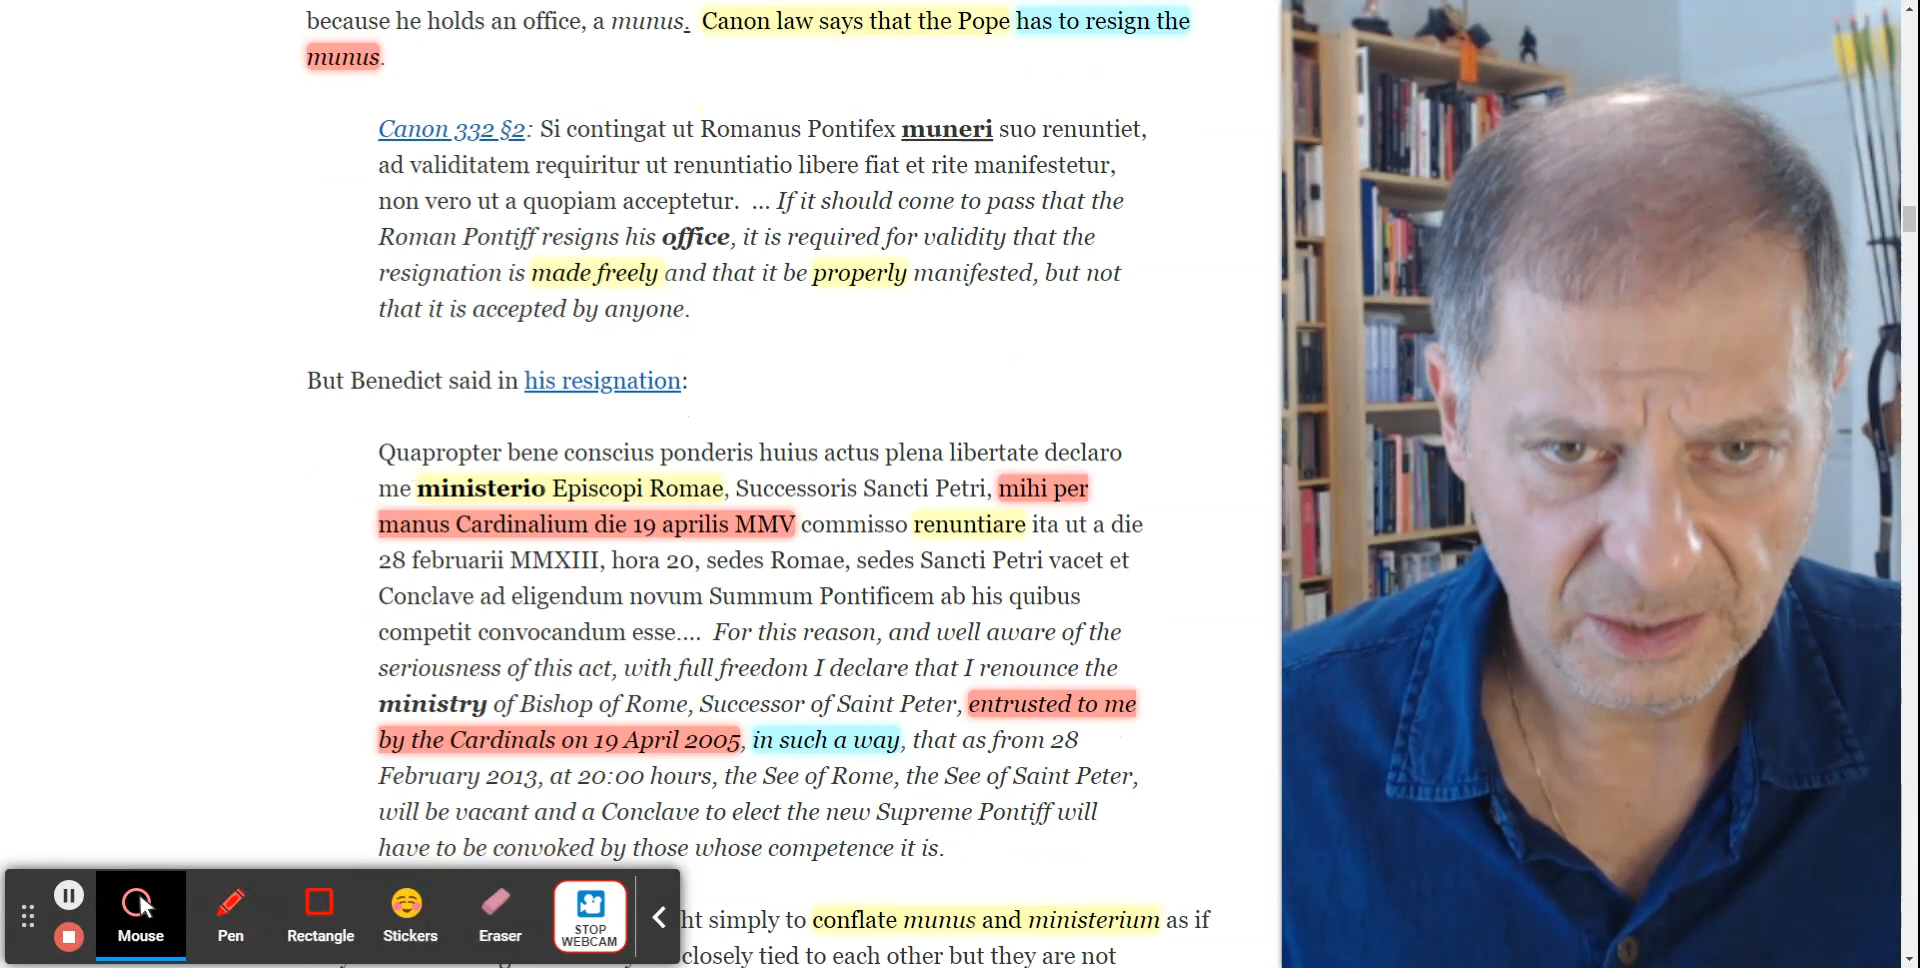 because he holds an office, a munus. Canon law says that the Pope has to resign the
munus.
Canon 332 §2: Si contingat ut Romanus Pontifex muneri suo renuntiet,
ad validitatem requiritur ut renuntiatio libere fiat et rite manifestetur,
non vero ut a quopiam acceptetur. ... If it should come to pass that the
Roman Pontiff resigns his office, it is required for validity that the
resignation is made freely and that it be properly manifested, but not
that it is accepted by anyone.
But Benedict said in his resignation:
Quapropter bene conscius ponderis huius actus plena libertate declaro
me ministerio Episcopi Romae, Successoris Sancti Petri, mihi per
manus Cardinalium die 19 aprilis MMV commisso renuntiare ita ut a die
28 februarii MMXIII, hora 20, sedes Romae, sedes Sancti Petri vacet et
Conclave ad eligendum novum Summum Pontificem ab his quibus
competit convocandum esse.... For this reason, and well aware of the
seriousness of this act, with full freedom I declare that I renounce the
ministry of Bishop of Rome, Successor of Saint Peter, entrusted to me
by the Cardinals on 19 April 2005, in such a way, that as from 28
February 2013, at 20:00 hours, the See of Rome, the See of Saint Peter,
will be vacant and a Conclave to elect the new Supreme Pontiff will
have to be convoked by those whose competence it is.
simply to conflate munus and ministerium as if
closely tied to each other but they are not
Mouse
Pen
Rectangle
Stickers
Eraser
STOP
WEBCAM